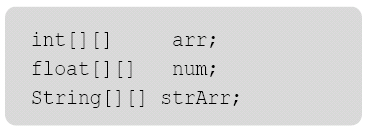 int[][]     arr;
float[][]   num;
String[][] strArr;